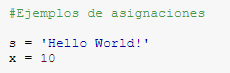 #Ejemplos de asignaciones
s = 'Hello World!'
x = 10